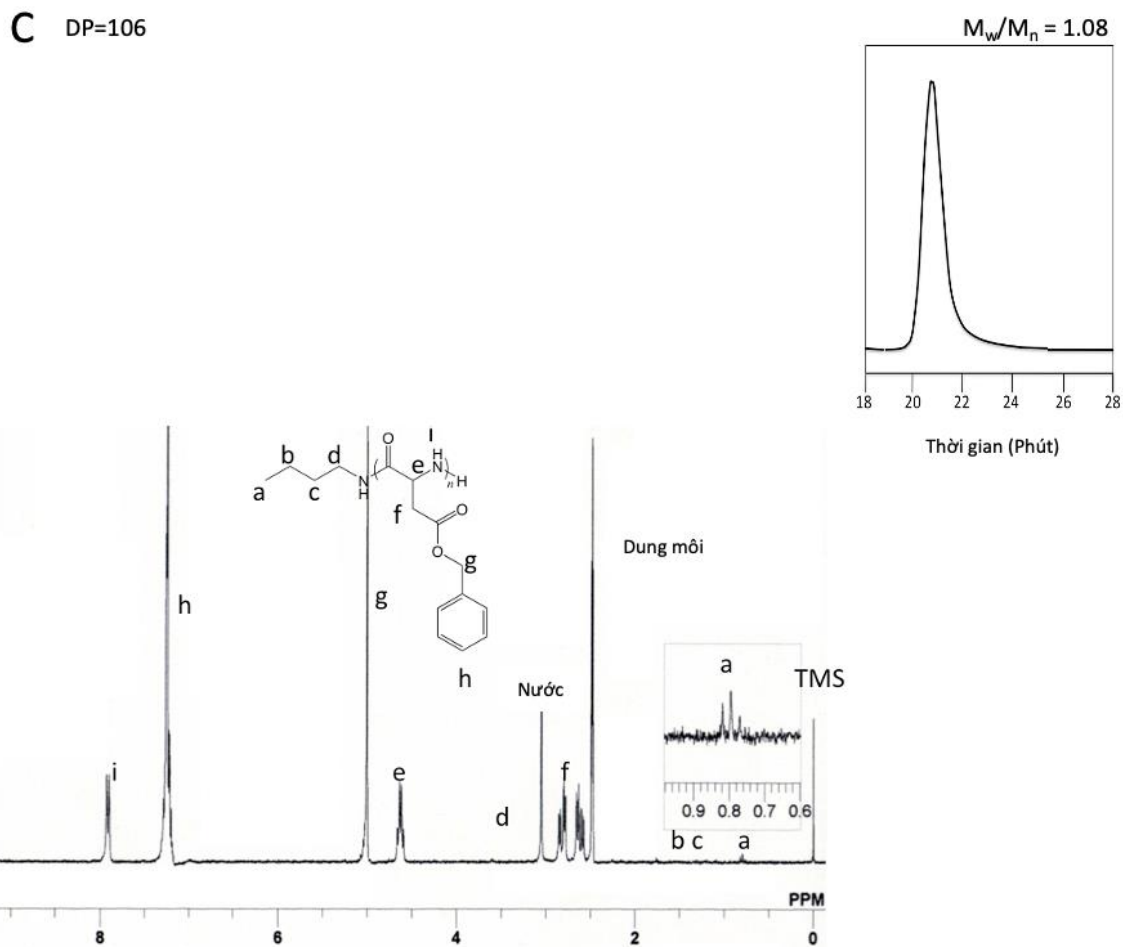 C DP=106
Mw/Mn = 1.08
18 20 22 24 26 28
Thời gian (Phút)
O
I
H
N
e
n
H
b
d
a
c
N
H
f
O
O
g
h
h
g
Dung môi
Nước
TMS
a
0.9 0.8 0.7 0.6
i
e
d
f
b c
a
PPM
8 6 4 2 0